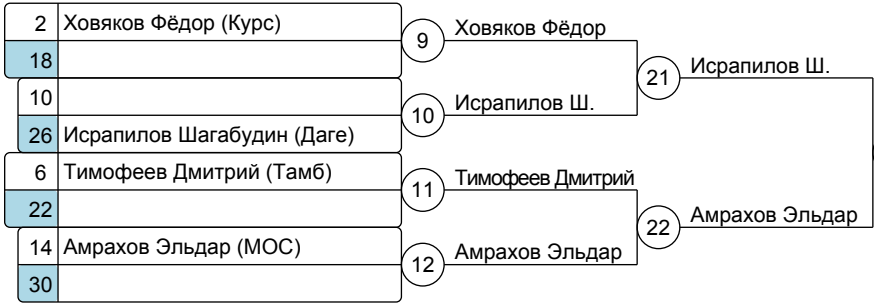 2 Ховяков Фёдор (Курс)
9 Ховяков Фёдор
18
21 Исрапилов Ш.
10
10 Исрапилов Ш.
26 Исрапилов Шагабудин (Даге)
6 Тимофеев Дмитрий (Тамб)
11 Тимофеев Дмитрий
22
22 Амрахов Эльдар
14 Амрахов Эльдар (МОС)
12 Амрахов Эльдар
30